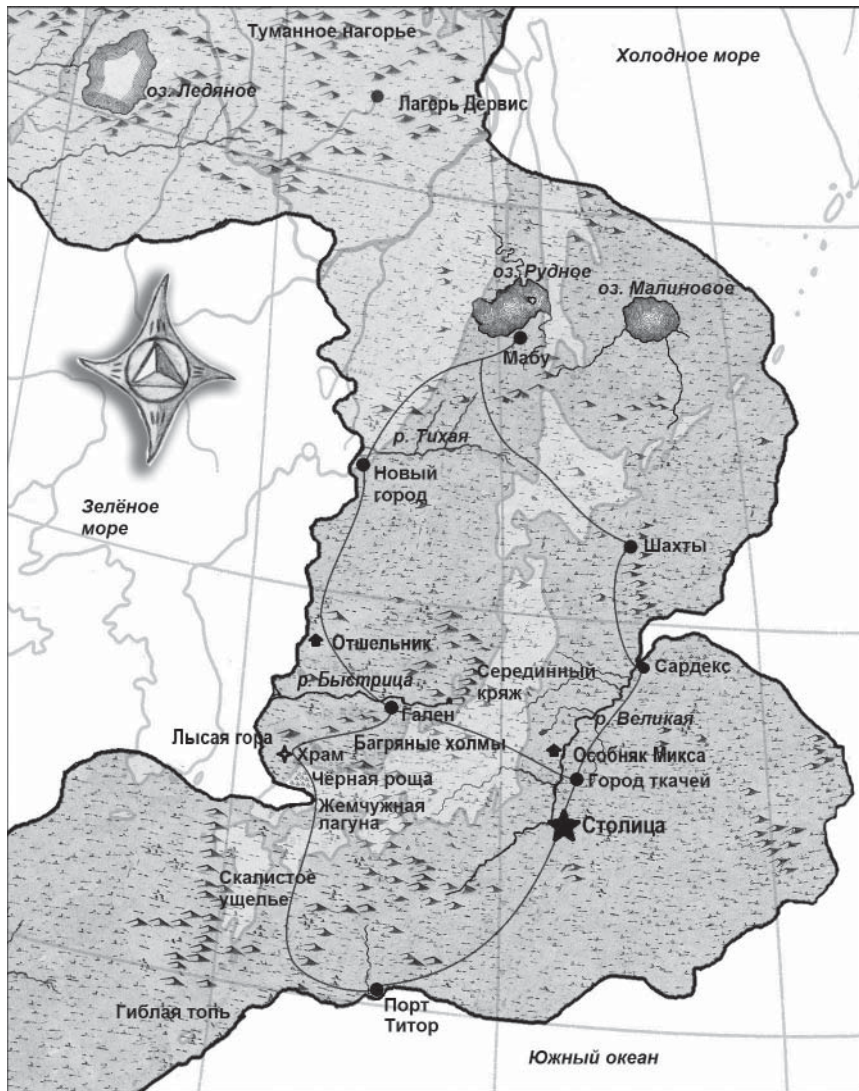 Туманное нагорье
Холодное море
оз. Ледяное
Лагерь Дервис
оз. Рудное
оз. Малиновое
Мабу
р. Тихая
Новый
город
Зелёное
море
Шахты
Отшельник
р. Быстрица
Серединный
кряж
Сардекс
Гален
р. Великая
Лысая гора
Храм
Багряные холмы
Особняк Микса
Чёрная роща
Город ткачей
Жемчужная
лагуна
Столица
Скалистое
ущелье
Гиблая топь
Порт
Титор
Южный океан